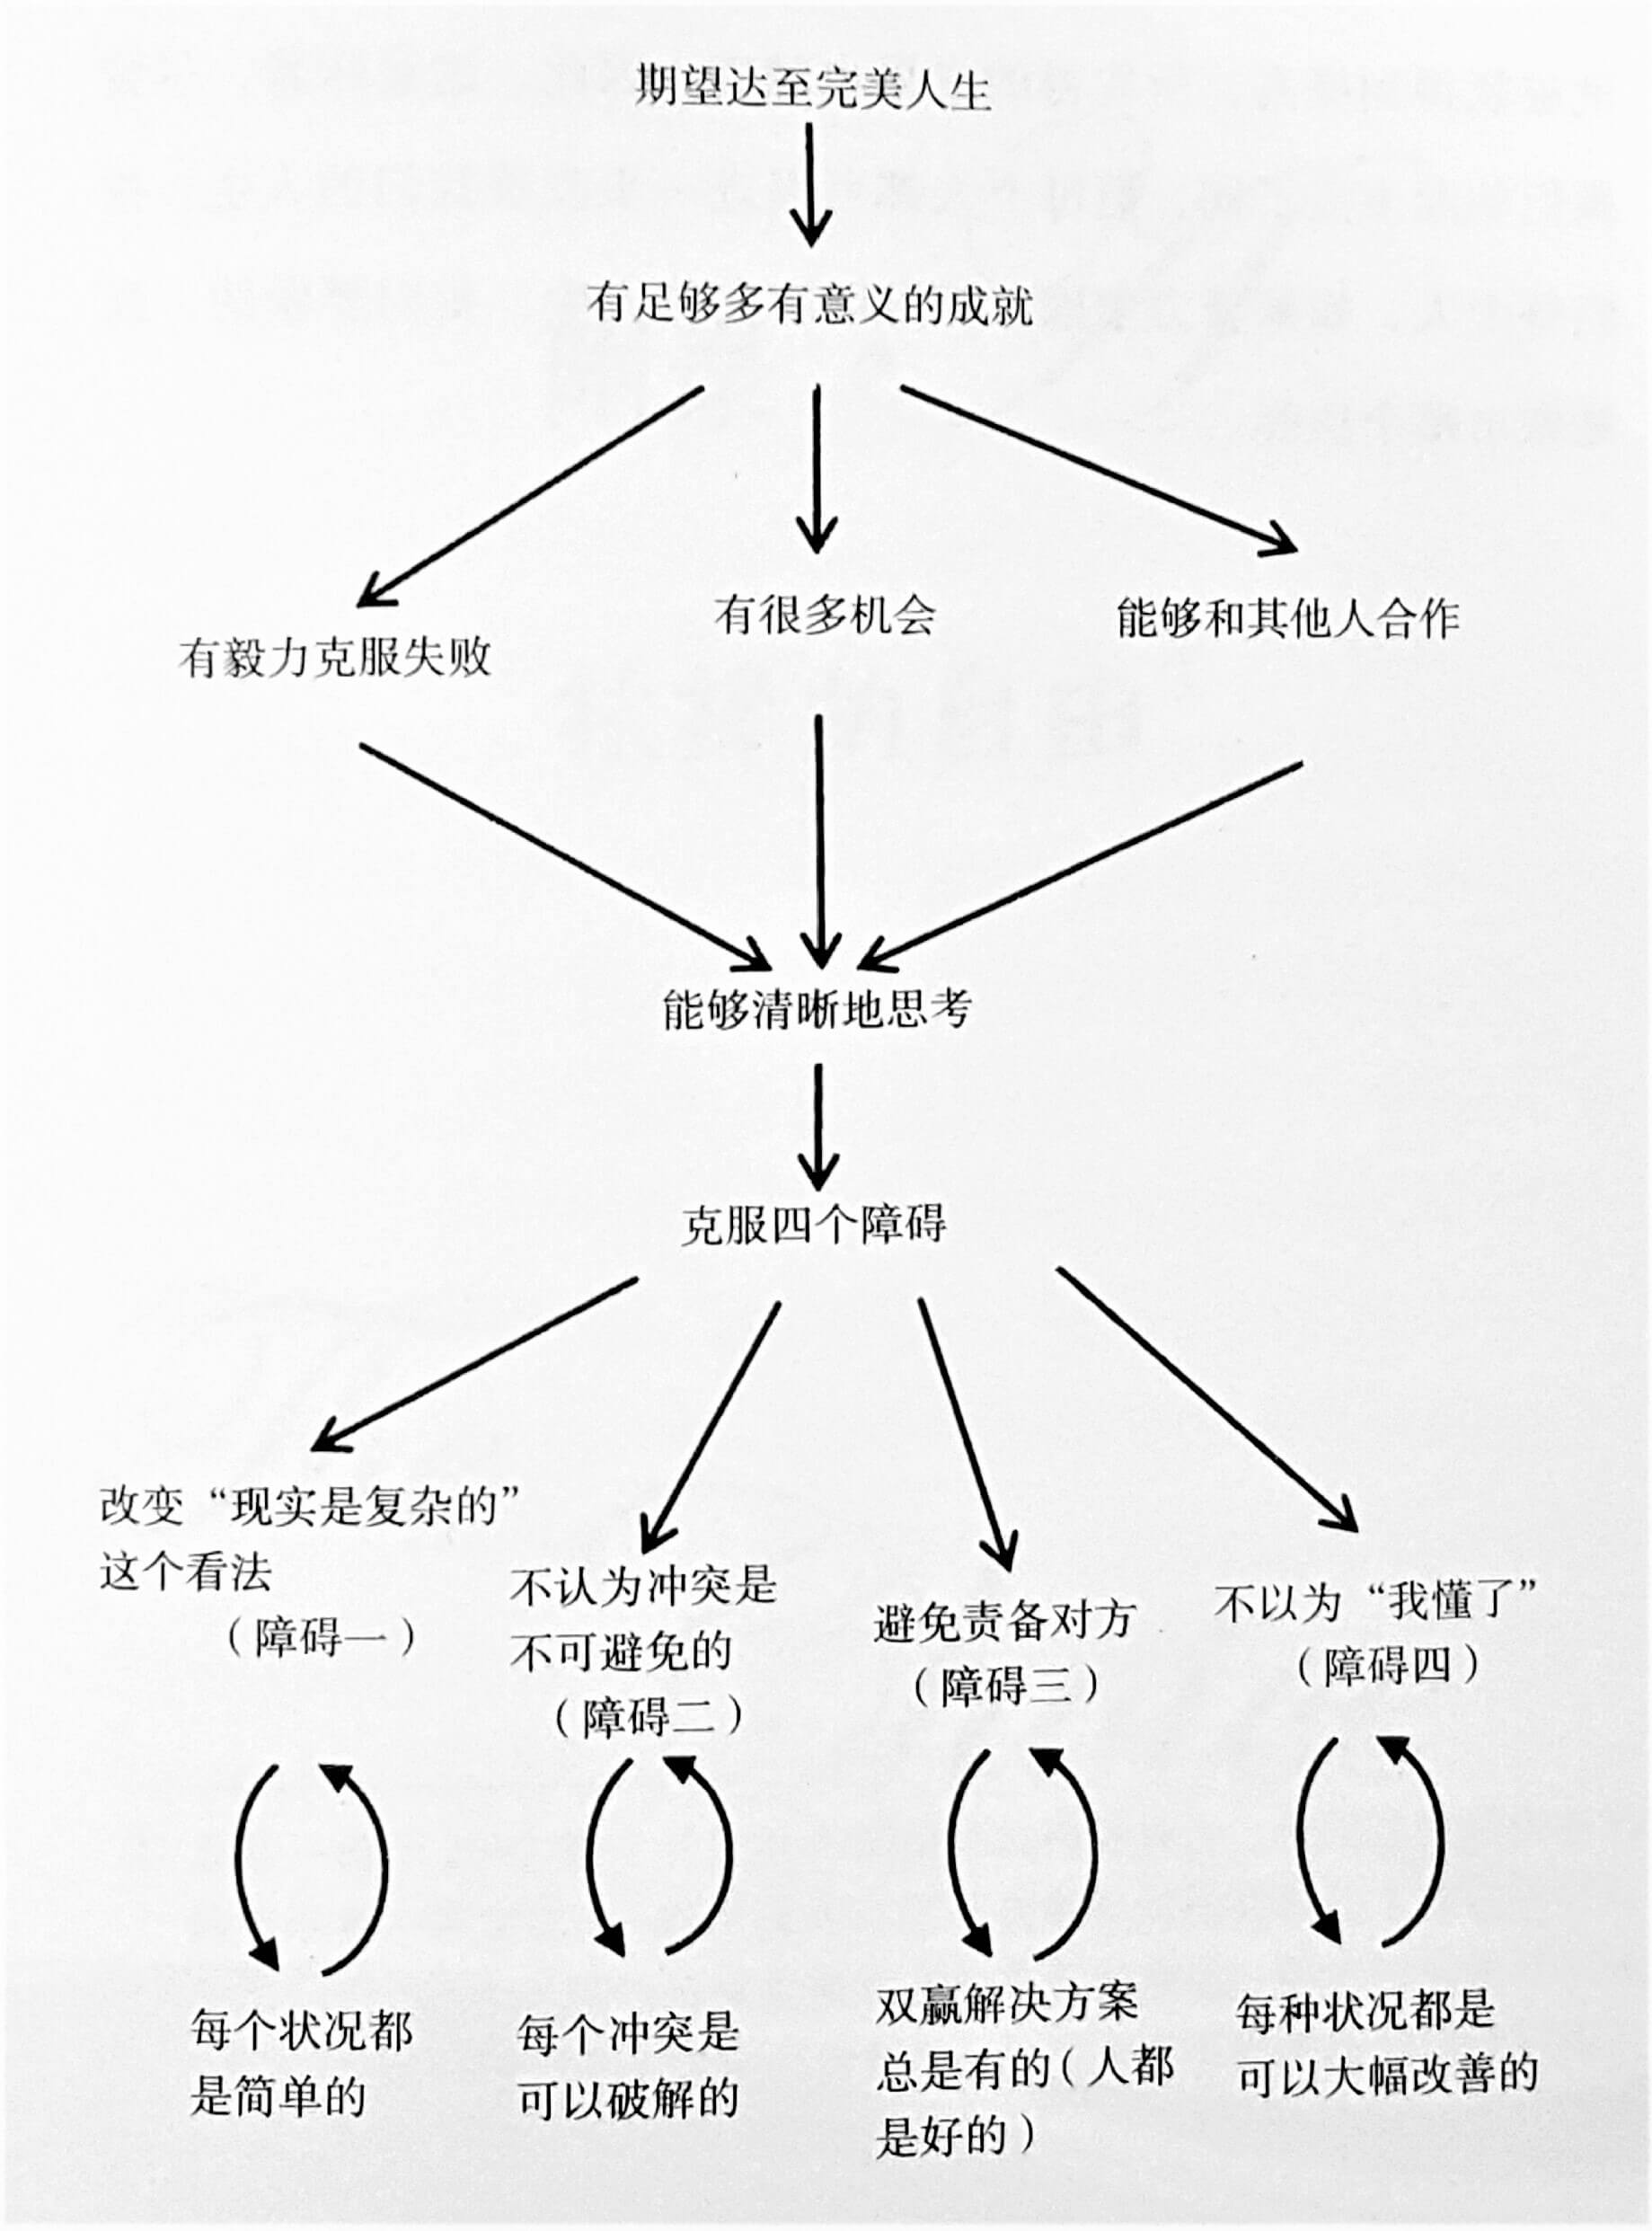 期望达至完美人生
有足够多有意义的成就
有毅力克服失败
有很多机会
能够和其他人合作
能够清晰地思考
克服四个障碍
改变“现实是复杂的”
这个看法
（障碍一）
不认为冲突是
不可避免的
（障碍二）
避免责备对方
（障碍三）
不以为“我懂了”
（障碍四）
每个状况都
是简单的
每个冲突是
可以破解的
双赢解决方案
总是有的（人都
是好的）
每种状况都是
可以大幅改善的